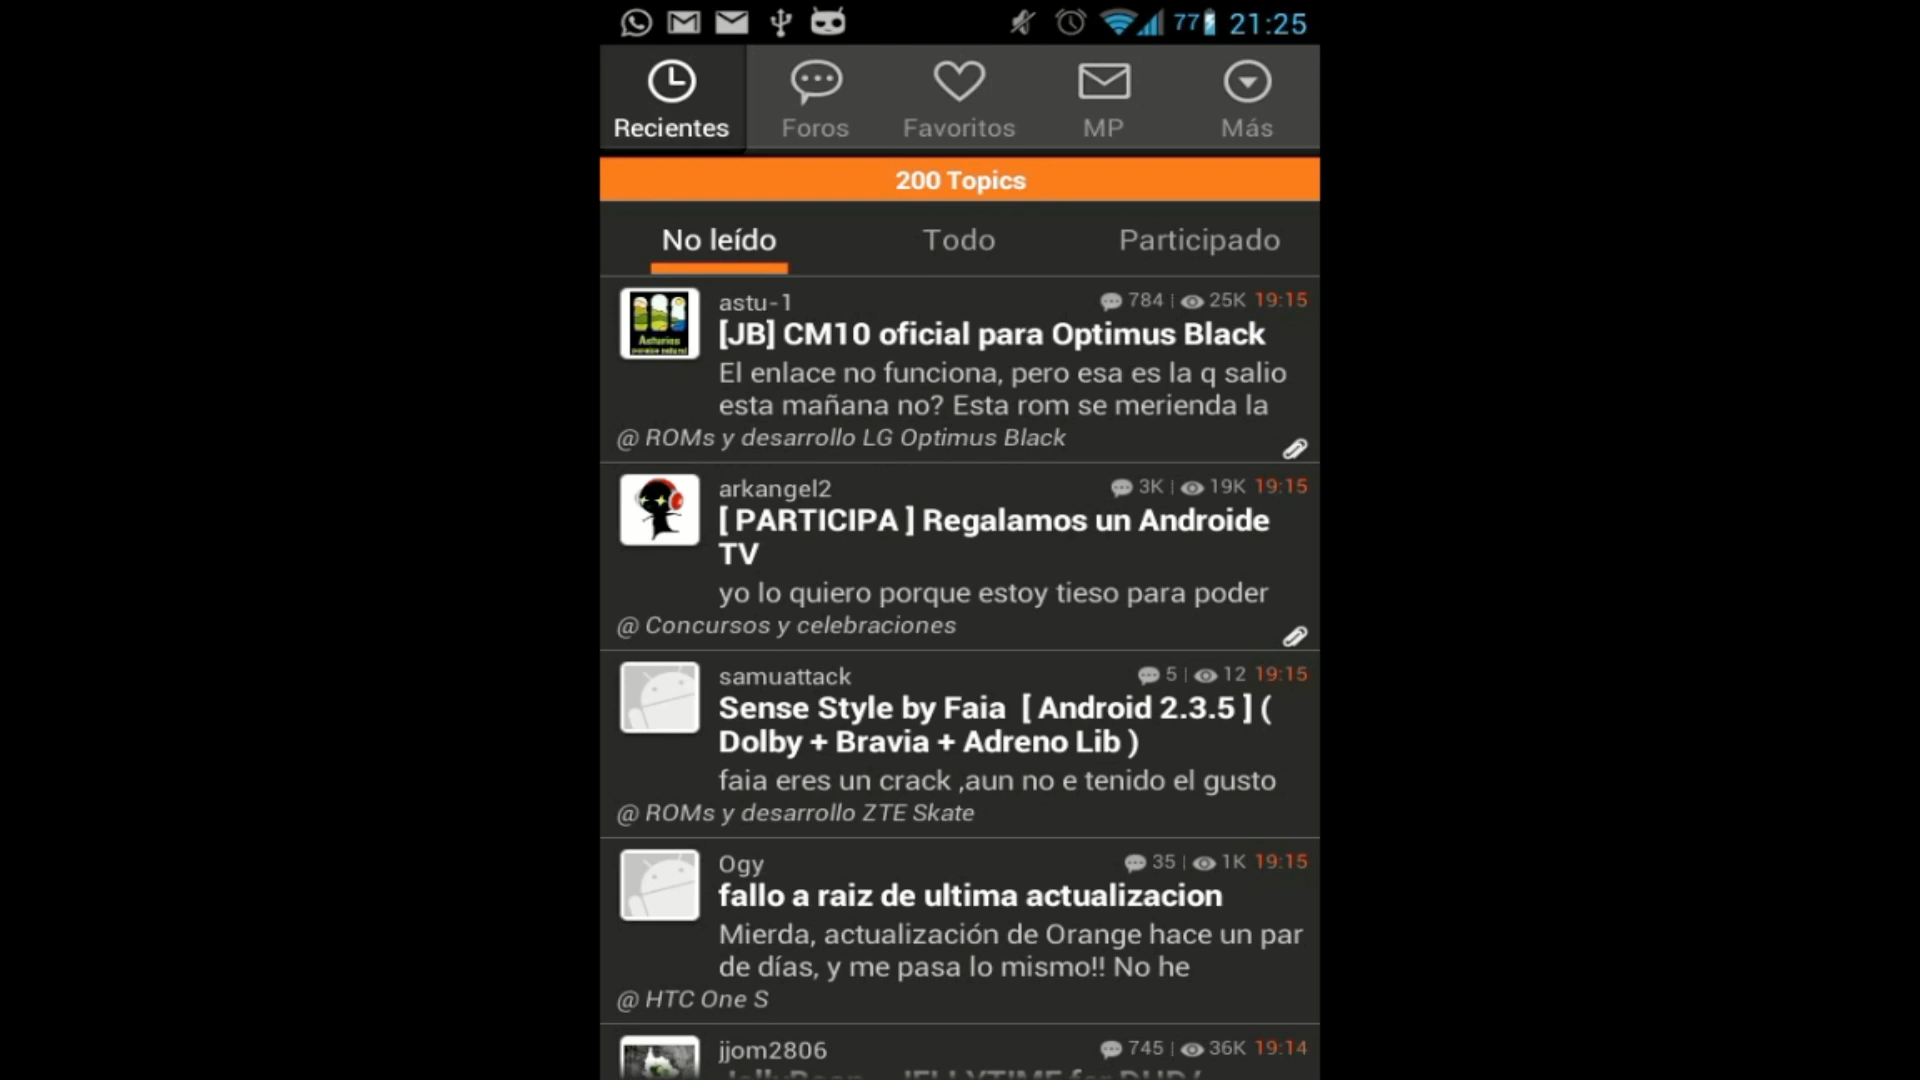 77 21:25
Recientes Foros Favoritos MP Más
200 Topics
No leído Todo Participado
astu-1 784 | 25K 19:15
[JB] CM10 oficial para Optimus Black
El enlace no funciona, pero esa es la q salio
esta mañana no? Esta rom se merienda la
@ ROMs y desarrollo LG Optimus Black
Asturias
arkangel2 3K | 19K 19:15
[ PARTICIPA ] Regalamos un Androide
TV
yo lo quiero porque estoy tieso para poder
@ Concursos y celebraciones
samuattack 5 | 12 19:15
Sense Style by Faia [ Android 2.3.5 ] (
Dolby + Bravia + Adreno Lib )
faia eres un crack ,aun no e tenido el gusto
@ ROMs y desarrollo ZTE Skate
Ogy 35 | 1K 19:15
fallo a raiz de ultima actualizacion
Mierda, actualización de Orange hace un par
de días, y me pasa lo mismo!! No he
@ HTC One S
jjom2806 745 | 36K 19:14